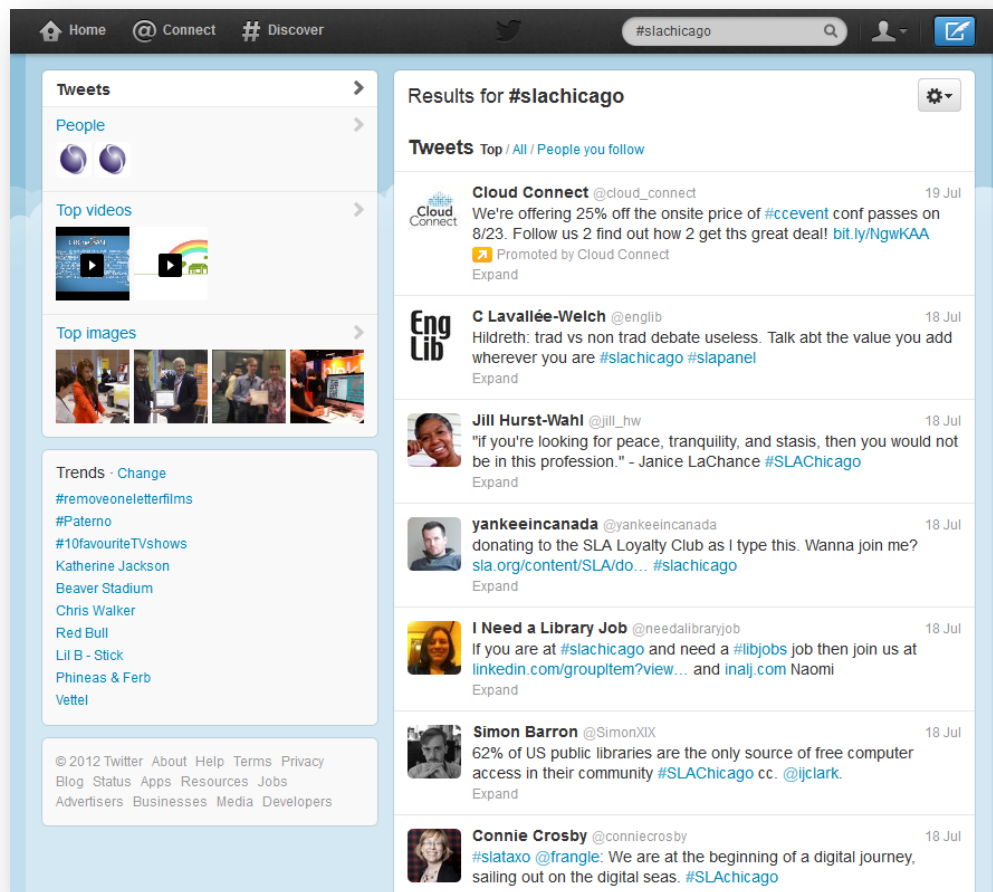 Home
Connect
Discover
#slachicago
Tweets
People
Top videos
Top images
Trends · Change
#removeoneletterfilms
#Paterno
#10favouriteTVshows
Katherine Jackson
Beaver Stadium
Chris Walker
Red Bull
Lil B - Stick
Phineas & Ferb
Vettel
© 2012 Twitter About Help Terms Privacy
Blog Status Apps Resources Jobs
Advertisers Businesses Media Developers
Results for #slachicago
Tweets Top / All / People you follow
Cloud Connect
Cloud Connect @cloud_connect 19 Jul
We're offering 25% off the onsite price of #ccevent conf passes on
8/23. Follow us 2 find out how 2 get ths great deal! bit.ly/NgwKAA
Promoted by Cloud Connect
Expand
Eng
Lib
C Lavallée-Welch @englib 18 Jul
Hildreth: trad vs non trad debate useless. Talk abt the value you add
wherever you are #slachicago #slapanel
Expand
Jill Hurst-Wahl @jill_hw 18 Jul
"if you're looking for peace, tranquility, and stasis, then you would not
be in this profession." - Janice LaChance #SLAChicago
Expand
yankeeincanada @yankeeincanada 18 Jul
donating to the SLA Loyalty Club as I type this. Wanna join me?
sla.org/content/SLA/do... #slachicago
Expand
I Need a Library Job @needalibraryjob 18 Jul
If you are at #slachicago and need a #libjobs job then join us at
linkedin.com/groupItem?view... and inalj.com Naomi
Expand
Simon Barron @SimonXIX 18 Jul
62% of US public libraries are the only source of free computer
access in their community #SLAChicago cc. @ijclark.
Expand
Connie Crosby @conniecrosby 18 Jul
#slataxo @frangle: We are at the beginning of a digital journey,
sailing out on the digital seas. #SLAchicago